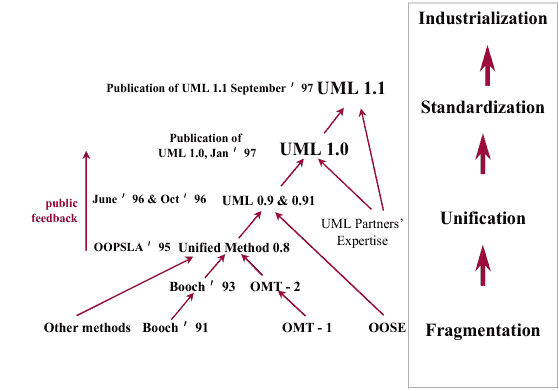 Industrialization
Publication of UML 1.1 September ′ 97 UML 1.1
Standardization
Publication of
UML 1.0, Jan ′ 97
UML 1.0
public
feedback
June ′ 96 & Oct ′ 96
UML 0.9 & 0.91
UML Partners’
Expertise
Unification
OOPSLA ′ 95
Unified Method 0.8
Booch ′ 93
OMT - 2
Other methods
Booch ′ 91
OMT - 1
OOSE
Fragmentation